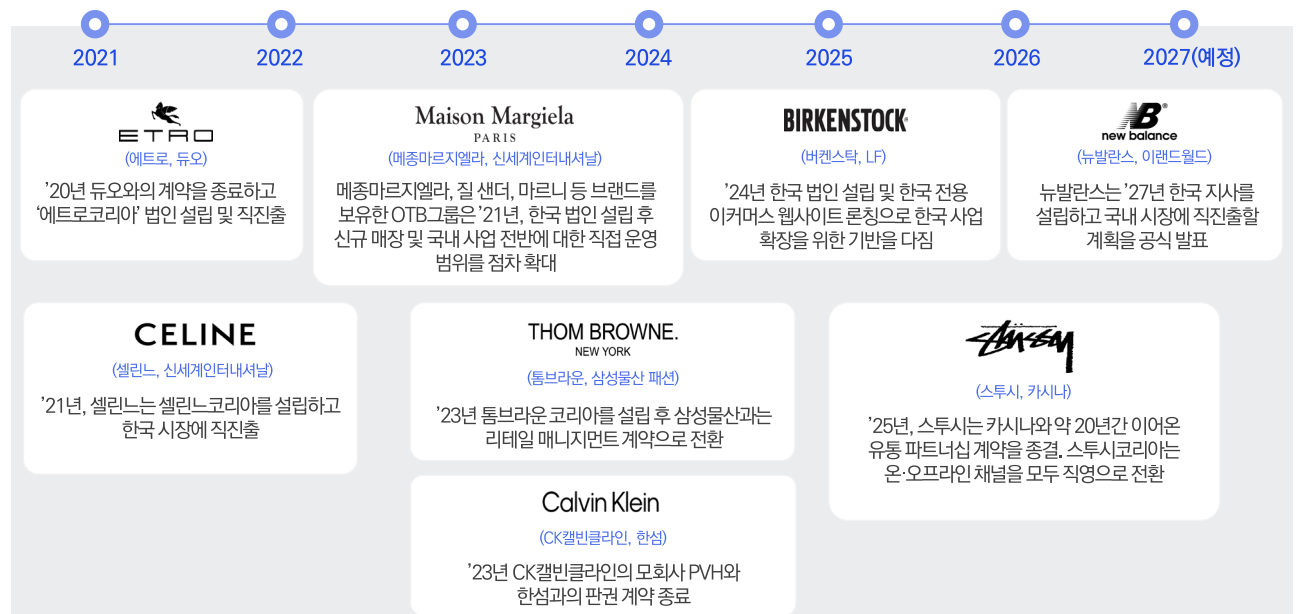 2021
2022
2023
2024
2025
2026
2027(예정)
ETRO
(에트로, 듀오)
’20년 듀오와의 계약을 종료하고
‘에트로코리아’ 법인 설립 및 직진출
Maison Margiela
PARIS
(메종마르지엘라, 신세계인터내셔날)
메종마르지엘라, 질 샌더, 마르니 등 브랜드를
보유한 OTB그룹은 ’21년, 한국 법인 설립 후
신규 매장 및 국내 사업 전반에 대한 직접 운영
범위를 점차 확대
BIRKENSTOCK
(버켄스탁, LF)
’24년 한국 법인 설립 및 한국 전용
이커머스 웹사이트 론칭으로 한국 사업
확장을 위한 기반을 다짐
NB
new balance
(뉴발란스, 이랜드월드)
뉴발란스는 ’27년 한국 지사를
설립하고 국내 시장에 직진출할
계획을 공식 발표
CELINE
(셀린느, 신세계인터내셔날)
’21년, 셀린느는 셀린느코리아를 설립하고
한국 시장에 직진출
THOM BROWNE.
NEW YORK
(톰브라운, 삼성물산 패션)
’23년 톰브라운 코리아를 설립 후 삼성물산과는
리테일 매니지먼트 계약으로 전환
STÜSSY
(스투시, 카시나)
’25년, 스투시는 카시나와 약 20년간 이어온
유통 파트너십 계약을 종결. 스투시코리아는
온·오프라인 채널을 모두 직영으로 전환
Calvin Klein
(CK캘빈클라인, 한섬)
’23년 CK캘빈클라인의 모회사 PVH와
한섬과의 판권 계약 종료